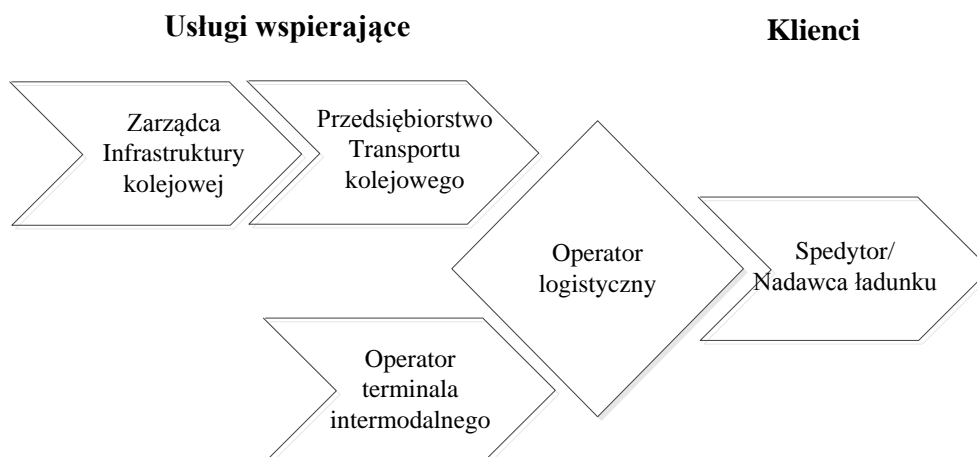 Usługi wspierające
Klienci
Zarządca
Infrastruktury
kolejowej
Przedsiębiorstwo
Transportu
kolejowego
Operator
logistyczny
Spedytor/
Nadawca ładunku
Operator
terminala
intermodalnego